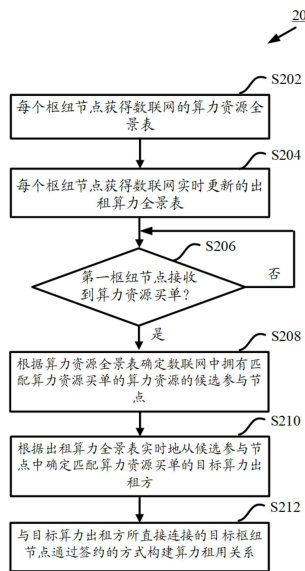 20
S202
每个枢纽节点获得数联网的算力资源全
景表
S204
每个枢纽节点获得数联网实时更新的出
租算力全景表
S206
第一枢纽节点接收
到算力资源买单?
否
是
S208
根据算力资源全景表确定数联网中拥有匹
配算力资源买单的算力资源的候选参与节
点
S210
根据出租算力全景表实时地从候选参与节
点中确定匹配算力资源买单的目标算力出
租方
S212
与目标算力出租方所直接连接的目标枢纽
节点通过签约的方式构建算力租用关系